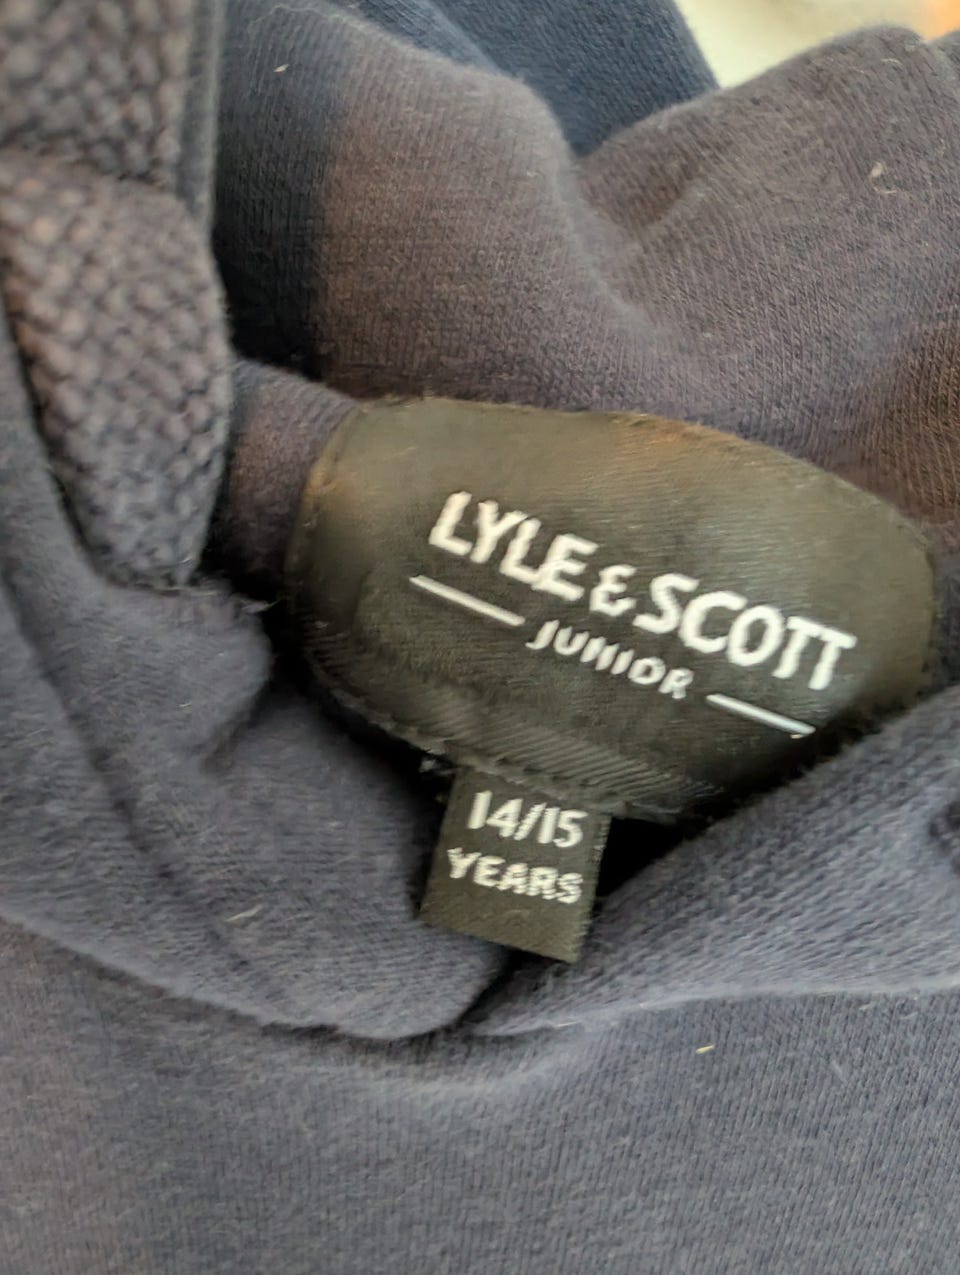 LYLE & SCOTT
JUNIOR
14/15
YEARS